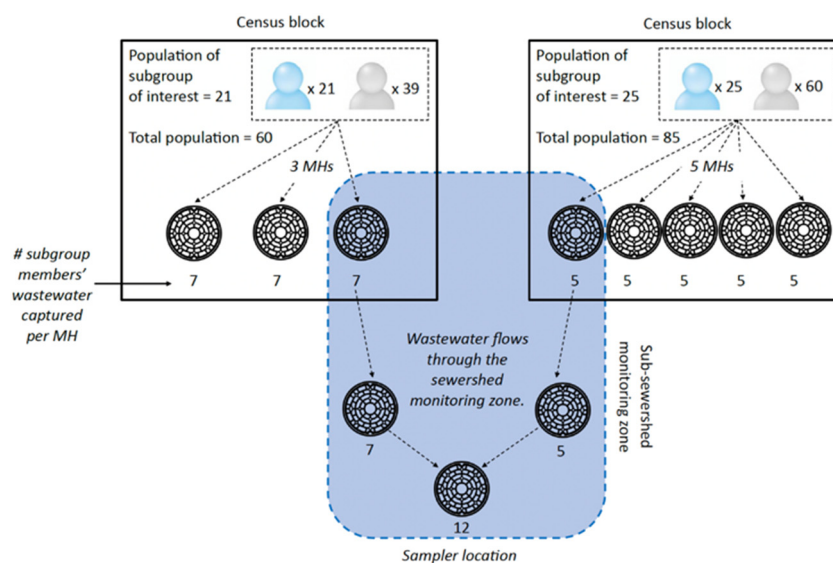 Census block
Population of
subgroup
of interest = 21
x 21
x 39
Total population = 60
3 MHs
7
7
7
# subgroup
members'
wastewater
captured
per MH
Census block
Population of
subgroup
of interest = 25
x 25
x 60
Total population = 85
5 MHs
5
5
5
5
5
Wastewater flows
through the
sewershed
monitoring zone.
Sub-sewershed
monitoring zone
7
5
12
Sampler location